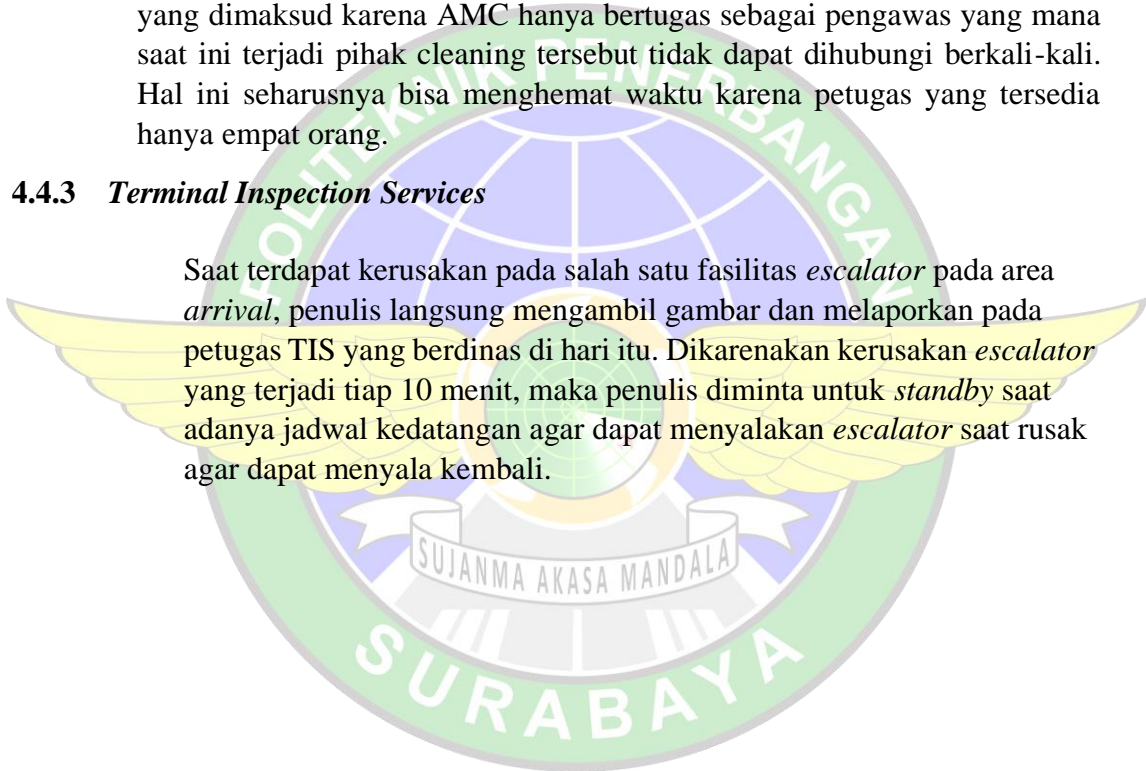 yang dimaksud karena AMC hanya bertugas sebagai pengawas yang mana
saat ini terjadi pihak cleaning tersebut tidak dapat dihubungi berkali-kali.
Hal ini seharusnya bisa menghemat waktu karena petugas yang tersedia
hanya empat orang.
4.4.3 Terminal Inspection Services
Saat terdapat kerusakan pada salah satu fasilitas escalator pada area
arrival, penulis langsung mengambil gambar dan melaporkan pada
petugas TIS yang berdinas di hari itu. Dikarenakan kerusakan escalator
yang terjadi tiap 10 menit, maka penulis diminta untuk standby saat
adanya jadwal kedatangan agar dapat menyalakan escalator saat rusak
agar dapat menyala kembali.
POLITEKNIK PENERBANGAN
SUJANMA AKASA MANDALA
SURABAYA